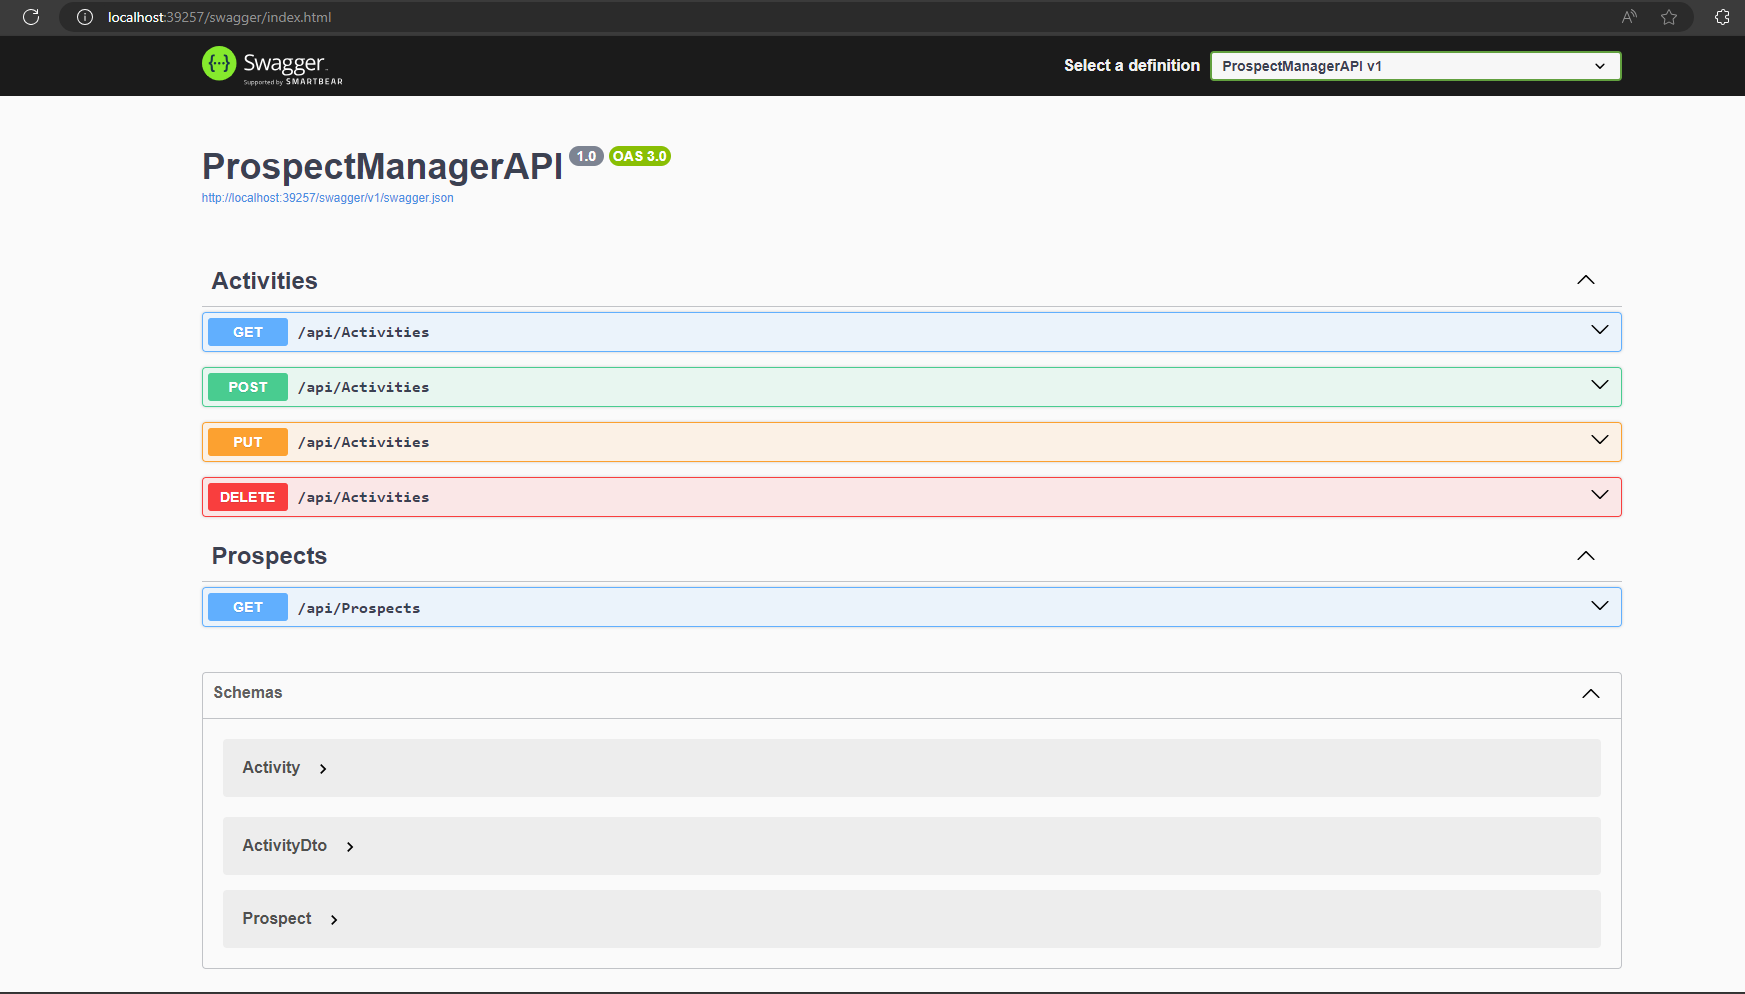 localhost:39257/swagger/index.html
Swagger
Supported by SMARTBEAR
Select a definition
ProspectManagerAPI v1
ProspectManagerAPI 1.0 OAS 3.0
http://localhost:39257/swagger/v1/swagger.json
Activities
GET /api/Activities
POST /api/Activities
PUT /api/Activities
DELETE /api/Activities
Prospects
GET /api/Prospects
Schemas
Activity
ActivityDto
Prospect